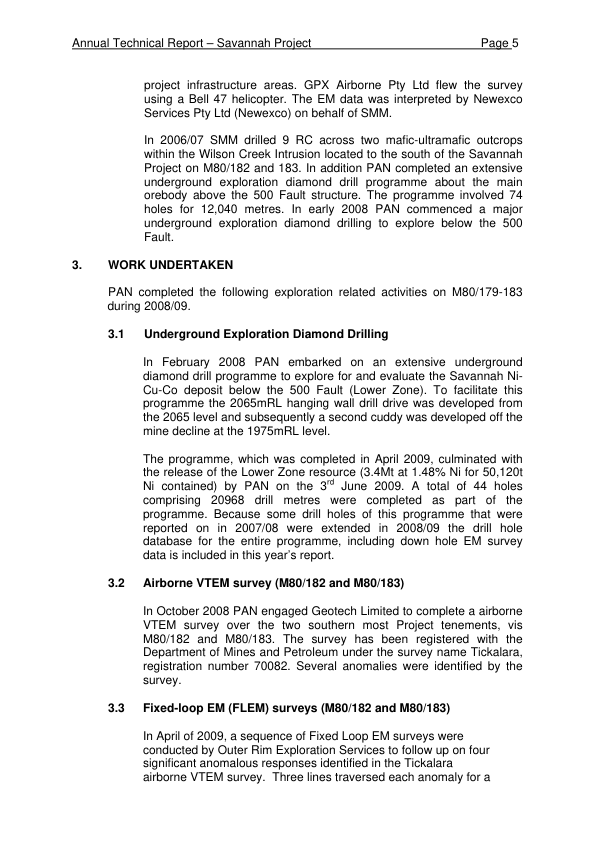 Annual Technical Report – Savannah Project Page 5
project infrastructure areas. GPX Airborne Pty Ltd flew the survey
using a Bell 47 helicopter. The EM data was interpreted by Newexco
Services Pty Ltd (Newexco) on behalf of SMM.
In 2006/07 SMM drilled 9 RC across two mafic-ultramafic outcrops
within the Wilson Creek Intrusion located to the south of the Savannah
Project on M80/182 and 183. In addition PAN completed an extensive
underground exploration diamond drill programme about the main
orebody above the 500 Fault structure. The programme involved 74
holes for 12,040 metres. In early 2008 PAN commenced a major
underground exploration diamond drilling to explore below the 500
Fault.
3. WORK UNDERTAKEN
PAN completed the following exploration related activities on M80/179-183
during 2008/09.
3.1 Underground Exploration Diamond Drilling
In February 2008 PAN embarked on an extensive underground
diamond drill programme to explore for and evaluate the Savannah Ni-
Cu-Co deposit below the 500 Fault (Lower Zone). To facilitate this
programme the 2065mRL hanging wall drill drive was developed from
the 2065 level and subsequently a second cuddy was developed off the
mine decline at the 1975mRL level.
The programme, which was completed in April 2009, culminated with
the release of the Lower Zone resource (3.4Mt at 1.48% Ni for 50,120t
Ni contained) by PAN on the 3rd June 2009. A total of 44 holes
comprising 20968 drill metres were completed as part of the
programme. Because some drill holes of this programme that were
reported on in 2007/08 were extended in 2008/09 the drill hole
database for the entire programme, including down hole EM survey
data is included in this year's report.
3.2 Airborne VTEM survey (M80/182 and M80/183)
In October 2008 PAN engaged Geotech Limited to complete a airborne
VTEM survey over the two southern most Project tenements, vis
M80/182 and M80/183. The survey has been registered with the
Department of Mines and Petroleum under the survey name Tickalara,
registration number 70082. Several anomalies were identified by the
survey.
3.3 Fixed-loop EM (FLEM) surveys (M80/182 and M80/183)
In April of 2009, a sequence of Fixed Loop EM surveys were
conducted by Outer Rim Exploration Services to follow up on four
significant anomalous responses identified in the Tickalara
airborne VTEM survey. Three lines traversed each anomaly for a